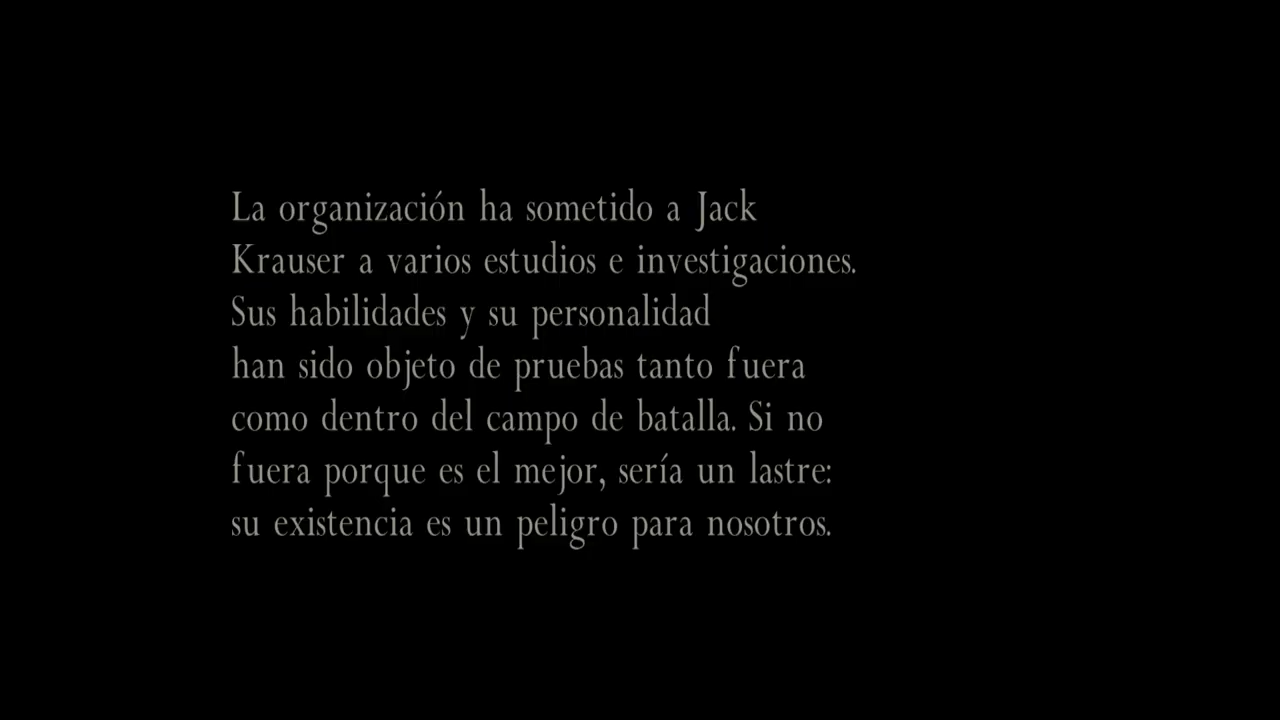 La organización ha sometido a Jack
Krauser a varios estudios e investigaciones.
Sus habilidades y su personalidad
han sido objeto de pruebas tanto fuera
como dentro del campo de batalla. Si no
fuera porque es el mejor, sería un lastre:
su existencia es un peligro para nosotros.